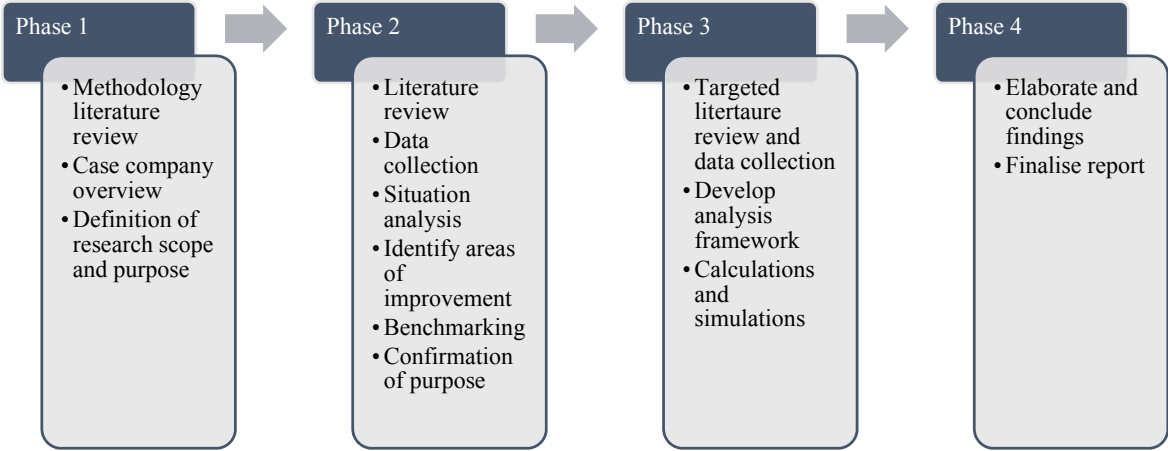 Phase 1
• Methodology
literature
review
• Case company
overview
• Definition of
research scope
and purpose
Phase 2
• Literature
review
• Data
collection
• Situation
analysis
• Identify areas
of
improvement
• Benchmarking
• Confirmation
of purpose
Phase 3
• Targeted
litertaure
review and
data collection
• Develop
analysis
framework
• Calculations
and
simulations
Phase 4
• Elaborate and
conclude
findings
• Finalise report